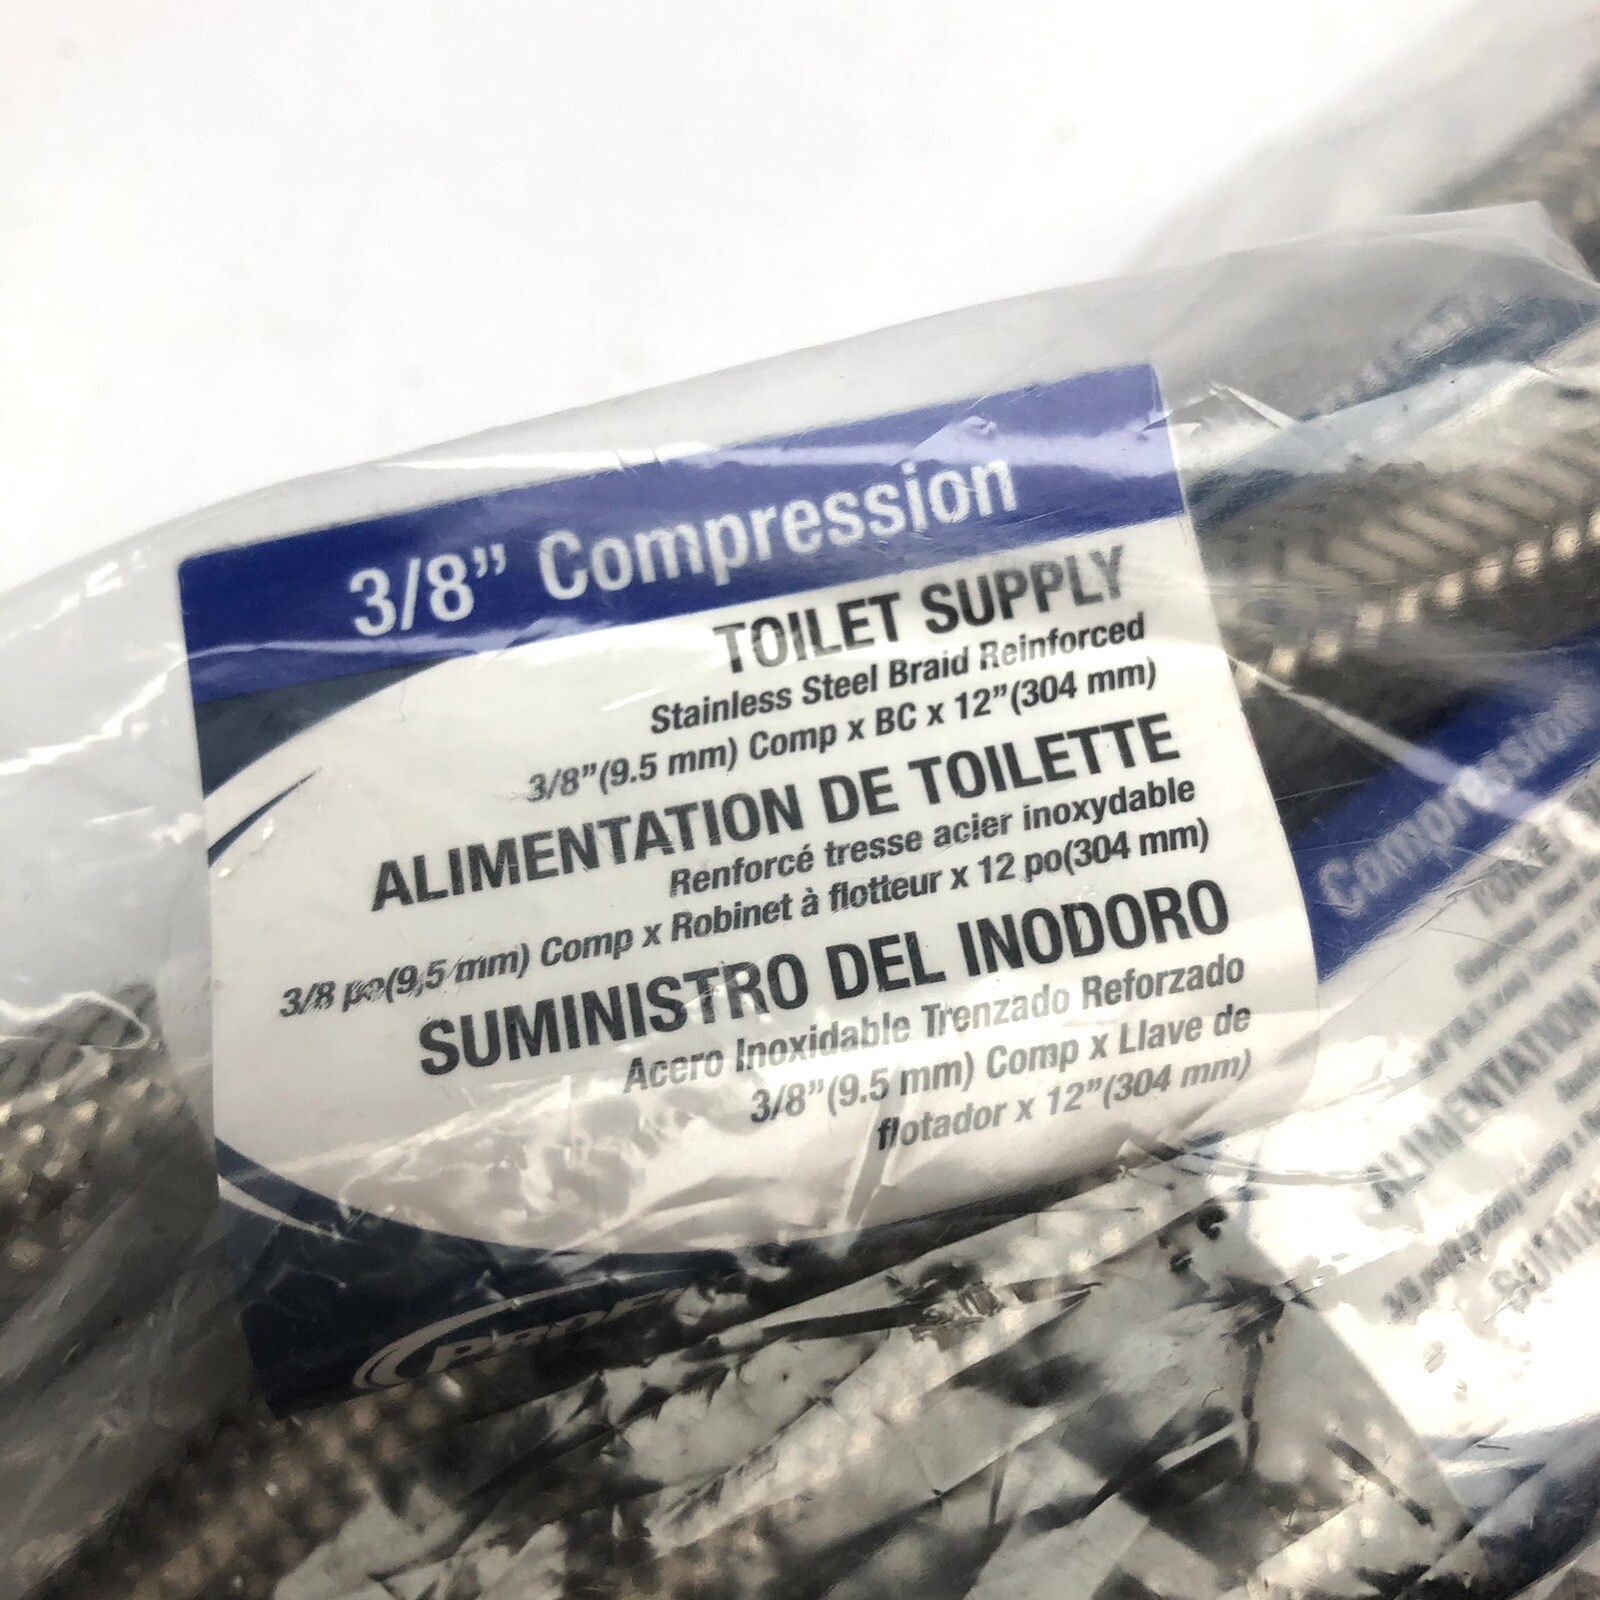 3/8” Compression
TOILET SUPPLY
Stainless Steel Braid Reinforced
3/8”(9.5 mm) Comp x BC x 12”(304 mm)
ALIMENTATION DE TOILETTE
Renforcé tresse acier inoxydable
3/8 po(9,5 mm) Comp x Robinet à flotteur x 12 po(304 mm)
SUMINISTRO DEL INODORO
Acero Inoxidable Trenzado Reforzado
3/8”(9.5 mm) Comp x Llave de
flotador x 12”(304 mm)
Compression
ALIMENTATION